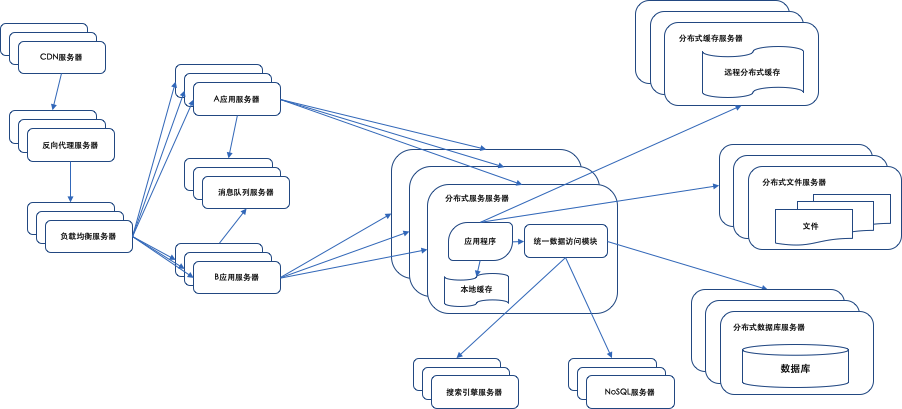 CDN服务器
反向代理服务器
负载均衡服务器
A应用服务器
消息队列服务器
B应用服务器
分布式服务服务器
应用程序
统一数据访问模块
本地缓存
搜索引擎服务器
NoSQL服务器
分布式缓存服务器
远程分布式缓存
分布式文件服务器
文件
分布式数据库服务器
数据库